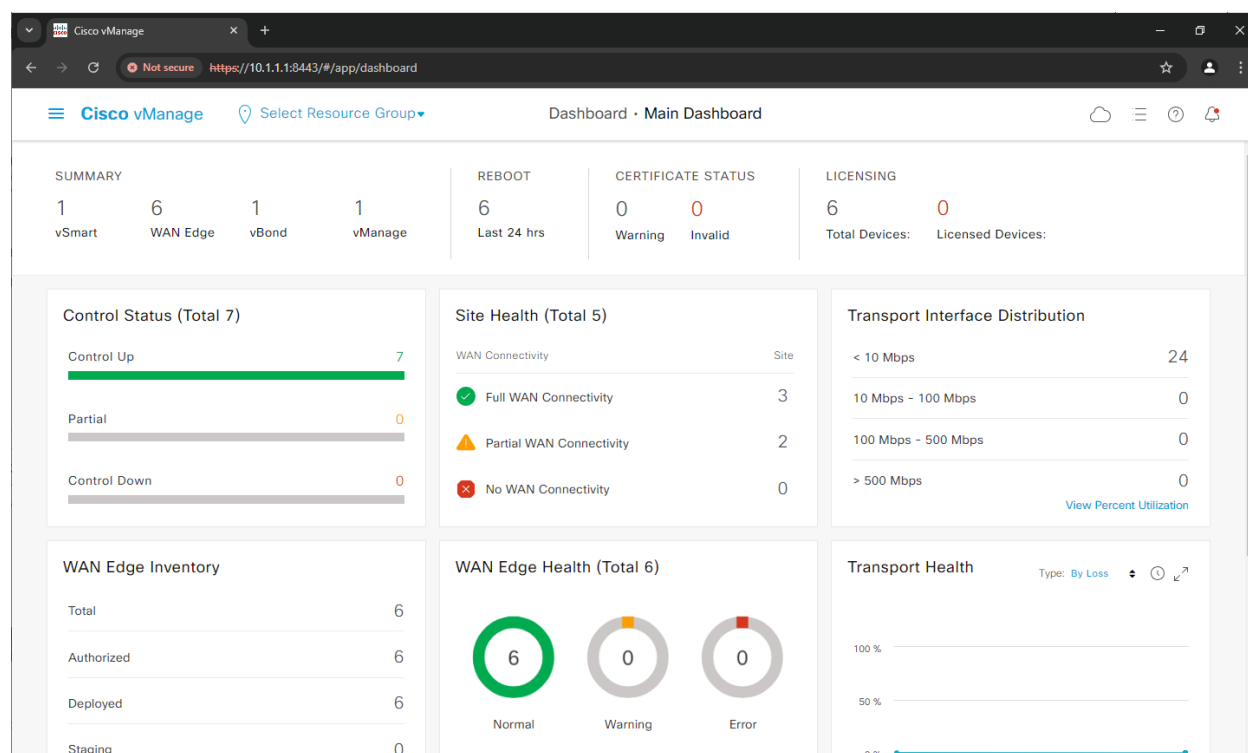 Cisco vManage
Not secure https://10.1.1.1:8443/#/app/dashboard
Cisco vManage Select Resource Group Dashboard · Main Dashboard
SUMMARY REBOOT CERTIFICATE STATUS LICENSING
1 6 1 1 6 0 0 6 0
vSmart WAN Edge vBond vManage Last 24 hrs Warning Invalid Total Devices: Licensed Devices:
Control Status (Total 7)
Control Up 7
Partial 0
Control Down 0
Site Health (Total 5)
WAN Connectivity Site
Full WAN Connectivity 3
Partial WAN Connectivity 2
No WAN Connectivity 0
Transport Interface Distribution
< 10 Mbps 24
10 Mbps - 100 Mbps 0
100 Mbps - 500 Mbps 0
> 500 Mbps 0
View Percent Utilization
WAN Edge Inventory
Total 6
Authorized 6
Deployed 6
Staging 0
WAN Edge Health (Total 6)
6 0 0
Normal Warning Error
Transport Health Type: By Loss
100 %
50 %
0 %